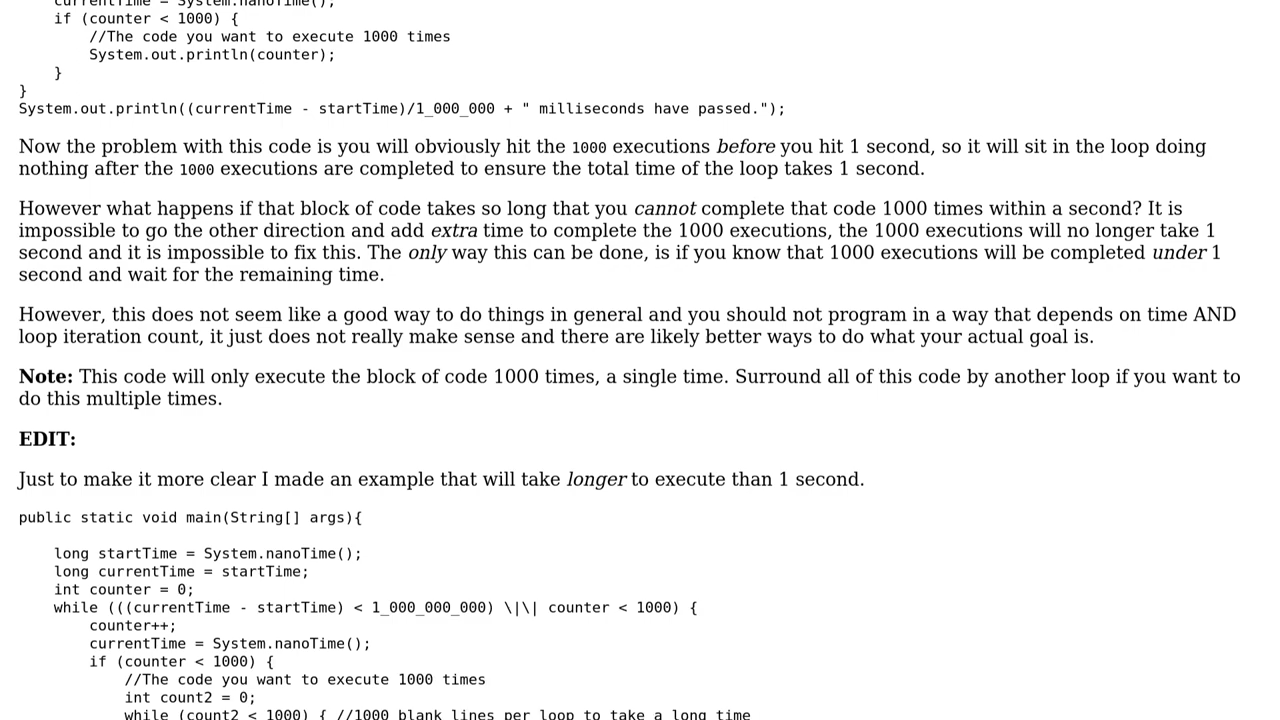 currentTime = System.nanoTime();
    if (counter < 1000) {
        //The code you want to execute 1000 times
        System.out.println(counter);
    }
}
System.out.println((currentTime - startTime)/1_000_000 + " milliseconds have passed.");
Now the problem with this code is you will obviously hit the 1000 executions before you hit 1 second, so it will sit in the loop doing
nothing after the 1000 executions are completed to ensure the total time of the loop takes 1 second.
However what happens if that block of code takes so long that you cannot complete that code 1000 times within a second? It is
impossible to go the other direction and add extra time to complete the 1000 executions, the 1000 executions will no longer take 1
second and it is impossible to fix this. The only way this can be done, is if you know that 1000 executions will be completed under 1
second and wait for the remaining time.
However, this does not seem like a good way to do things in general and you should not program in a way that depends on time AND
loop iteration count, it just does not really make sense and there are likely better ways to do what your actual goal is.
Note: This code will only execute the block of code 1000 times, a single time. Surround all of this code by another loop if you want to
do this multiple times.
EDIT:
Just to make it more clear I made an example that will take longer to execute than 1 second.
public static void main(String[] args){
    long startTime = System.nanoTime();
    long currentTime = startTime;
    int counter = 0;
    while (((currentTime - startTime) < 1_000_000_000) \|\| counter < 1000) {
        counter++;
        currentTime = System.nanoTime();
        if (counter < 1000) {
            //The code you want to execute 1000 times
            int count2 = 0;
            while (count2 < 1000) { //1000 blank lines per loop to take a long time